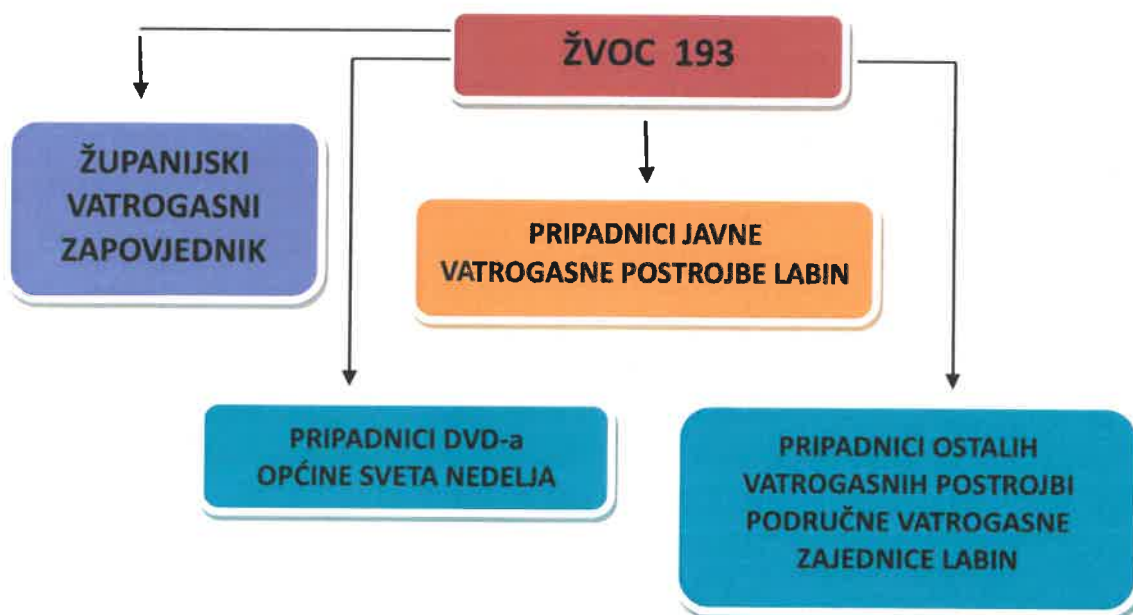 ŽVOC 193
ŽUPANIJSKI
VATROGASNI
ZAPOVJEDNIK
PRIPADNICI JAVNE
VATROGASNE POSTROJBE LABIN
PRIPADNICI DVD-a
OPĆINE SVETA NEDELJA
PRIPADNICI OSTALIH
VATROGASNIH POSTROJBI
PODRUČNE VATROGASNE
ZAJEDNICE LABIN